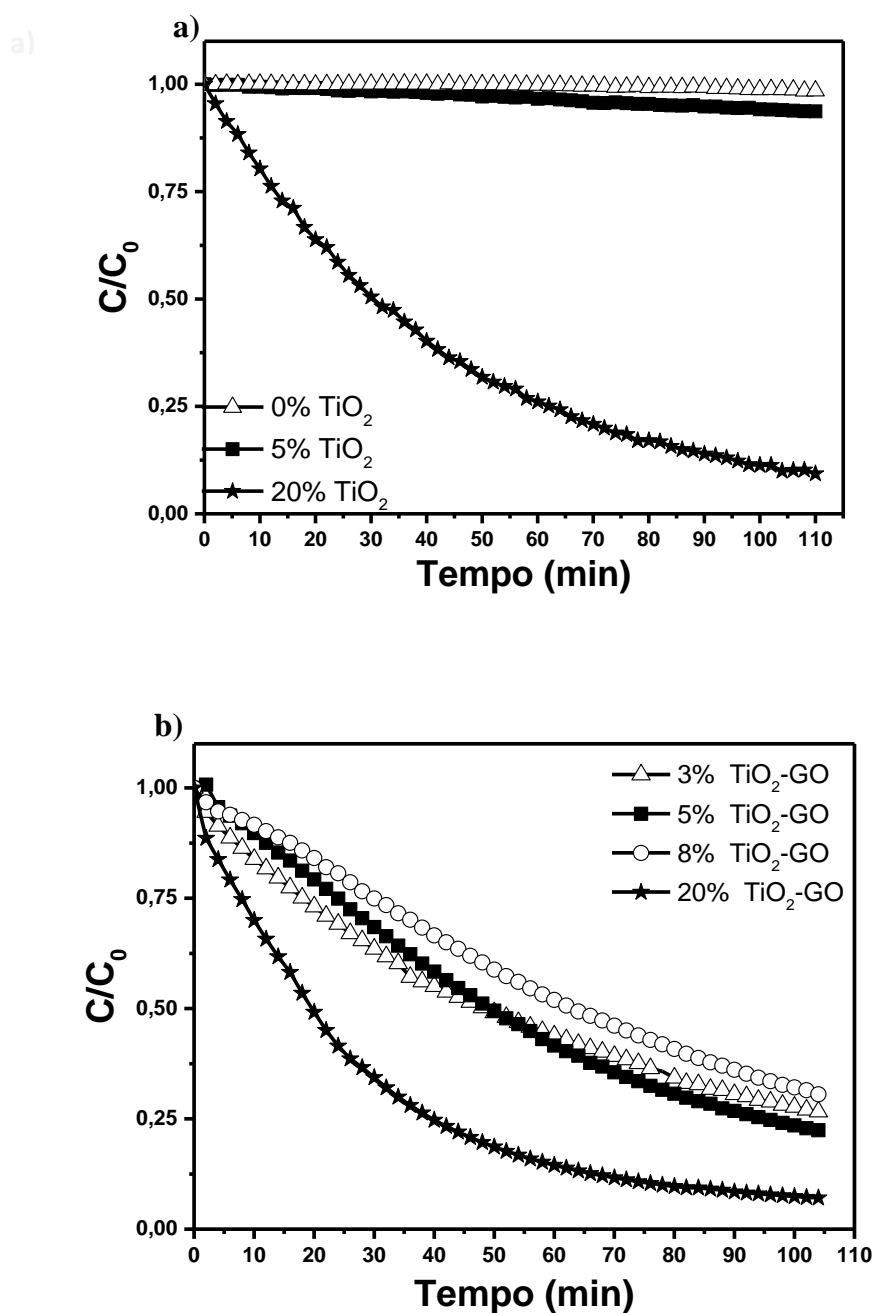 a)
a)
1,00
0,75
0,50
0,25
0,00
C/C₀
0% TiO₂
5% TiO₂
20% TiO₂
0 10 20 30 40 50 60 70 80 90 100 110
Tempo (min)
b)
1,00
0,75
0,50
0,25
0,00
C/C₀
3% TiO₂-GO
5% TiO₂-GO
8% TiO₂-GO
20% TiO₂-GO
0 10 20 30 40 50 60 70 80 90 100 110
Tempo (min)